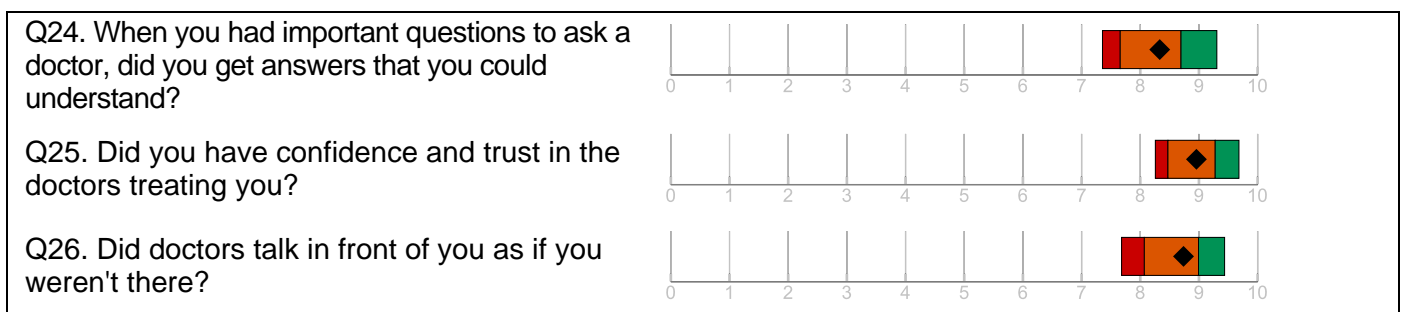 Q24. When you had important questions to ask a
doctor, did you get answers that you could
understand?
0 1 2 3 4 5 6 7 8 9 10
Q25. Did you have confidence and trust in the
doctors treating you?
0 1 2 3 4 5 6 7 8 9 10
Q26. Did doctors talk in front of you as if you
weren't there?
0 1 2 3 4 5 6 7 8 9 10